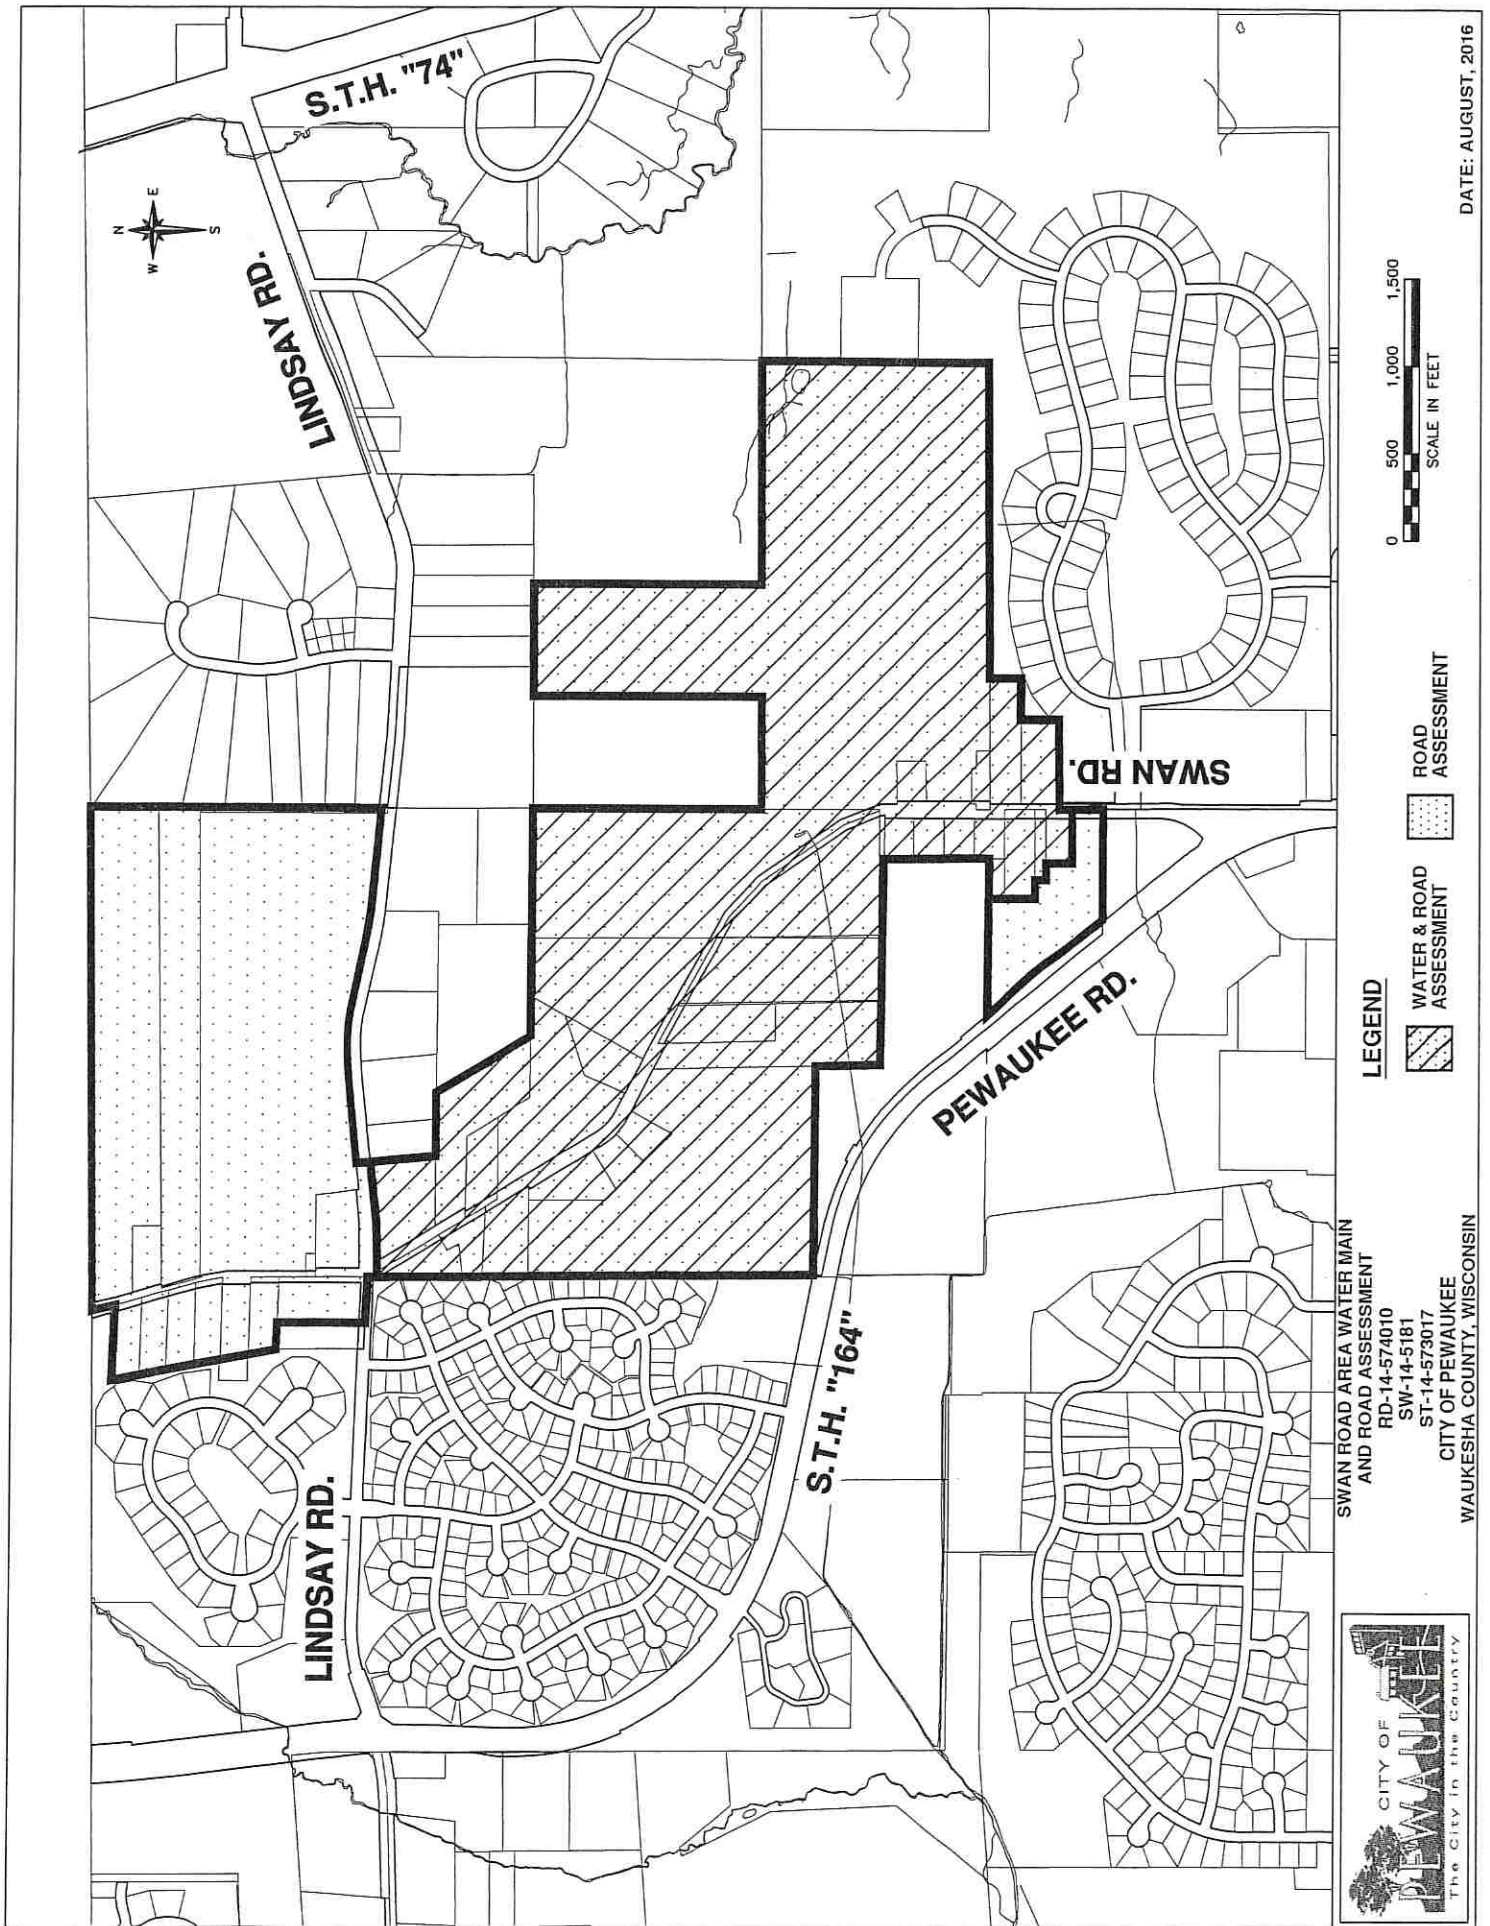 S.T.H. "74"
N
W
E
S
LINDSAY RD.
SWAN RD.
PEWAUKEE RD.
LINDSAY RD.
S.T.H. "164"
LEGEND
WATER & ROAD
ASSESSMENT
ROAD
ASSESSMENT
0 500 1,000 1,500
SCALE IN FEET
DATE: AUGUST, 2016
CITY OF
PEWAUKEE
The City in the Country
SWAN ROAD AREA WATER MAIN
AND ROAD ASSESSMENT
RD-14-574010
SW-14-5181
ST-14-573017
CITY OF PEWAUKEE
WAUKESHA COUNTY, WISCONSIN